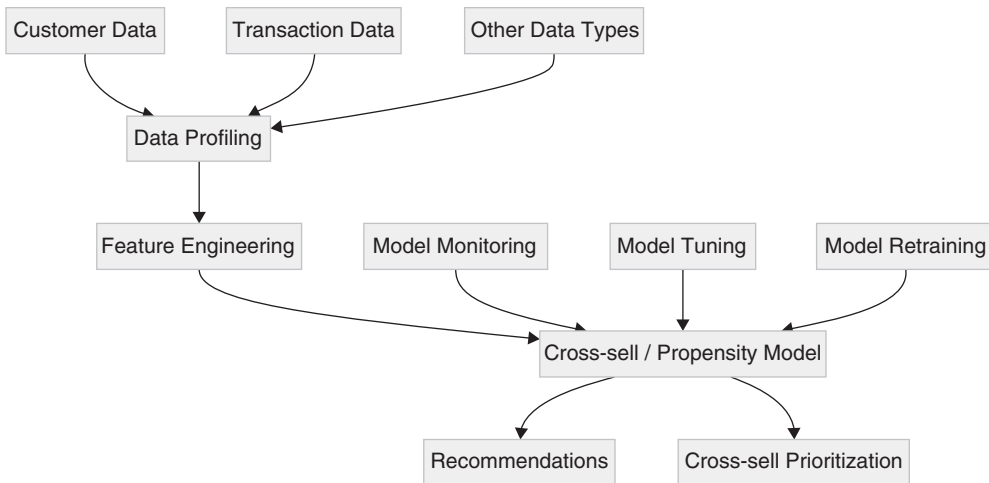 Customer Data
Transaction Data
Other Data Types
Data Profiling
Feature Engineering
Model Monitoring
Model Tuning
Model Retraining
Cross-sell / Propensity Model
Recommendations
Cross-sell Prioritization